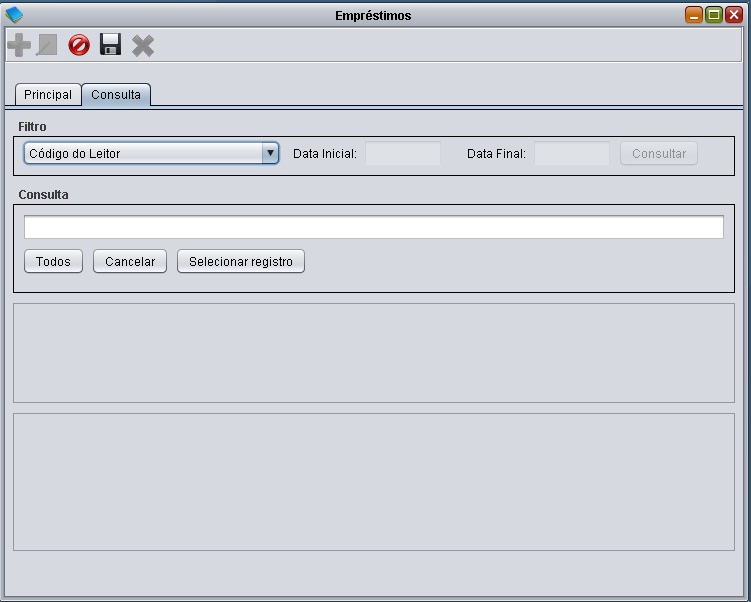 Empréstimos
Principal Consulta
Filtro
Código do Leitor Data Inicial: Data Final: Consultar
Consulta
Todos Cancelar Selecionar registro